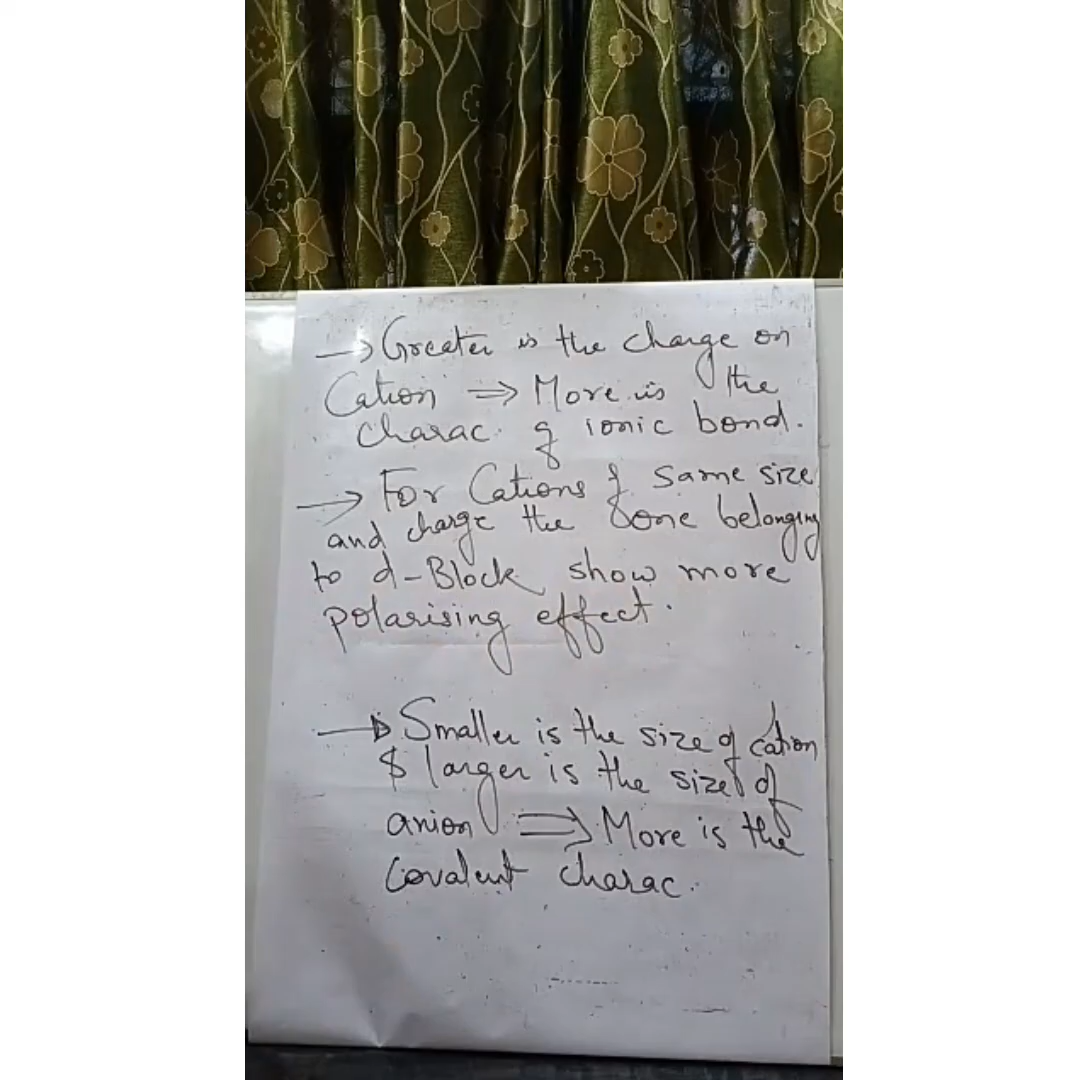 → Greater is the charge on
Cation ⇒ More is the
charac. of ionic bond.
→ For Cations of same size
and charge the one belonging
to d-Block show more
polarising effect.
→ Smaller is the size of cation
& larger is the size of
anion ⇒ More is the
Covalent charac.